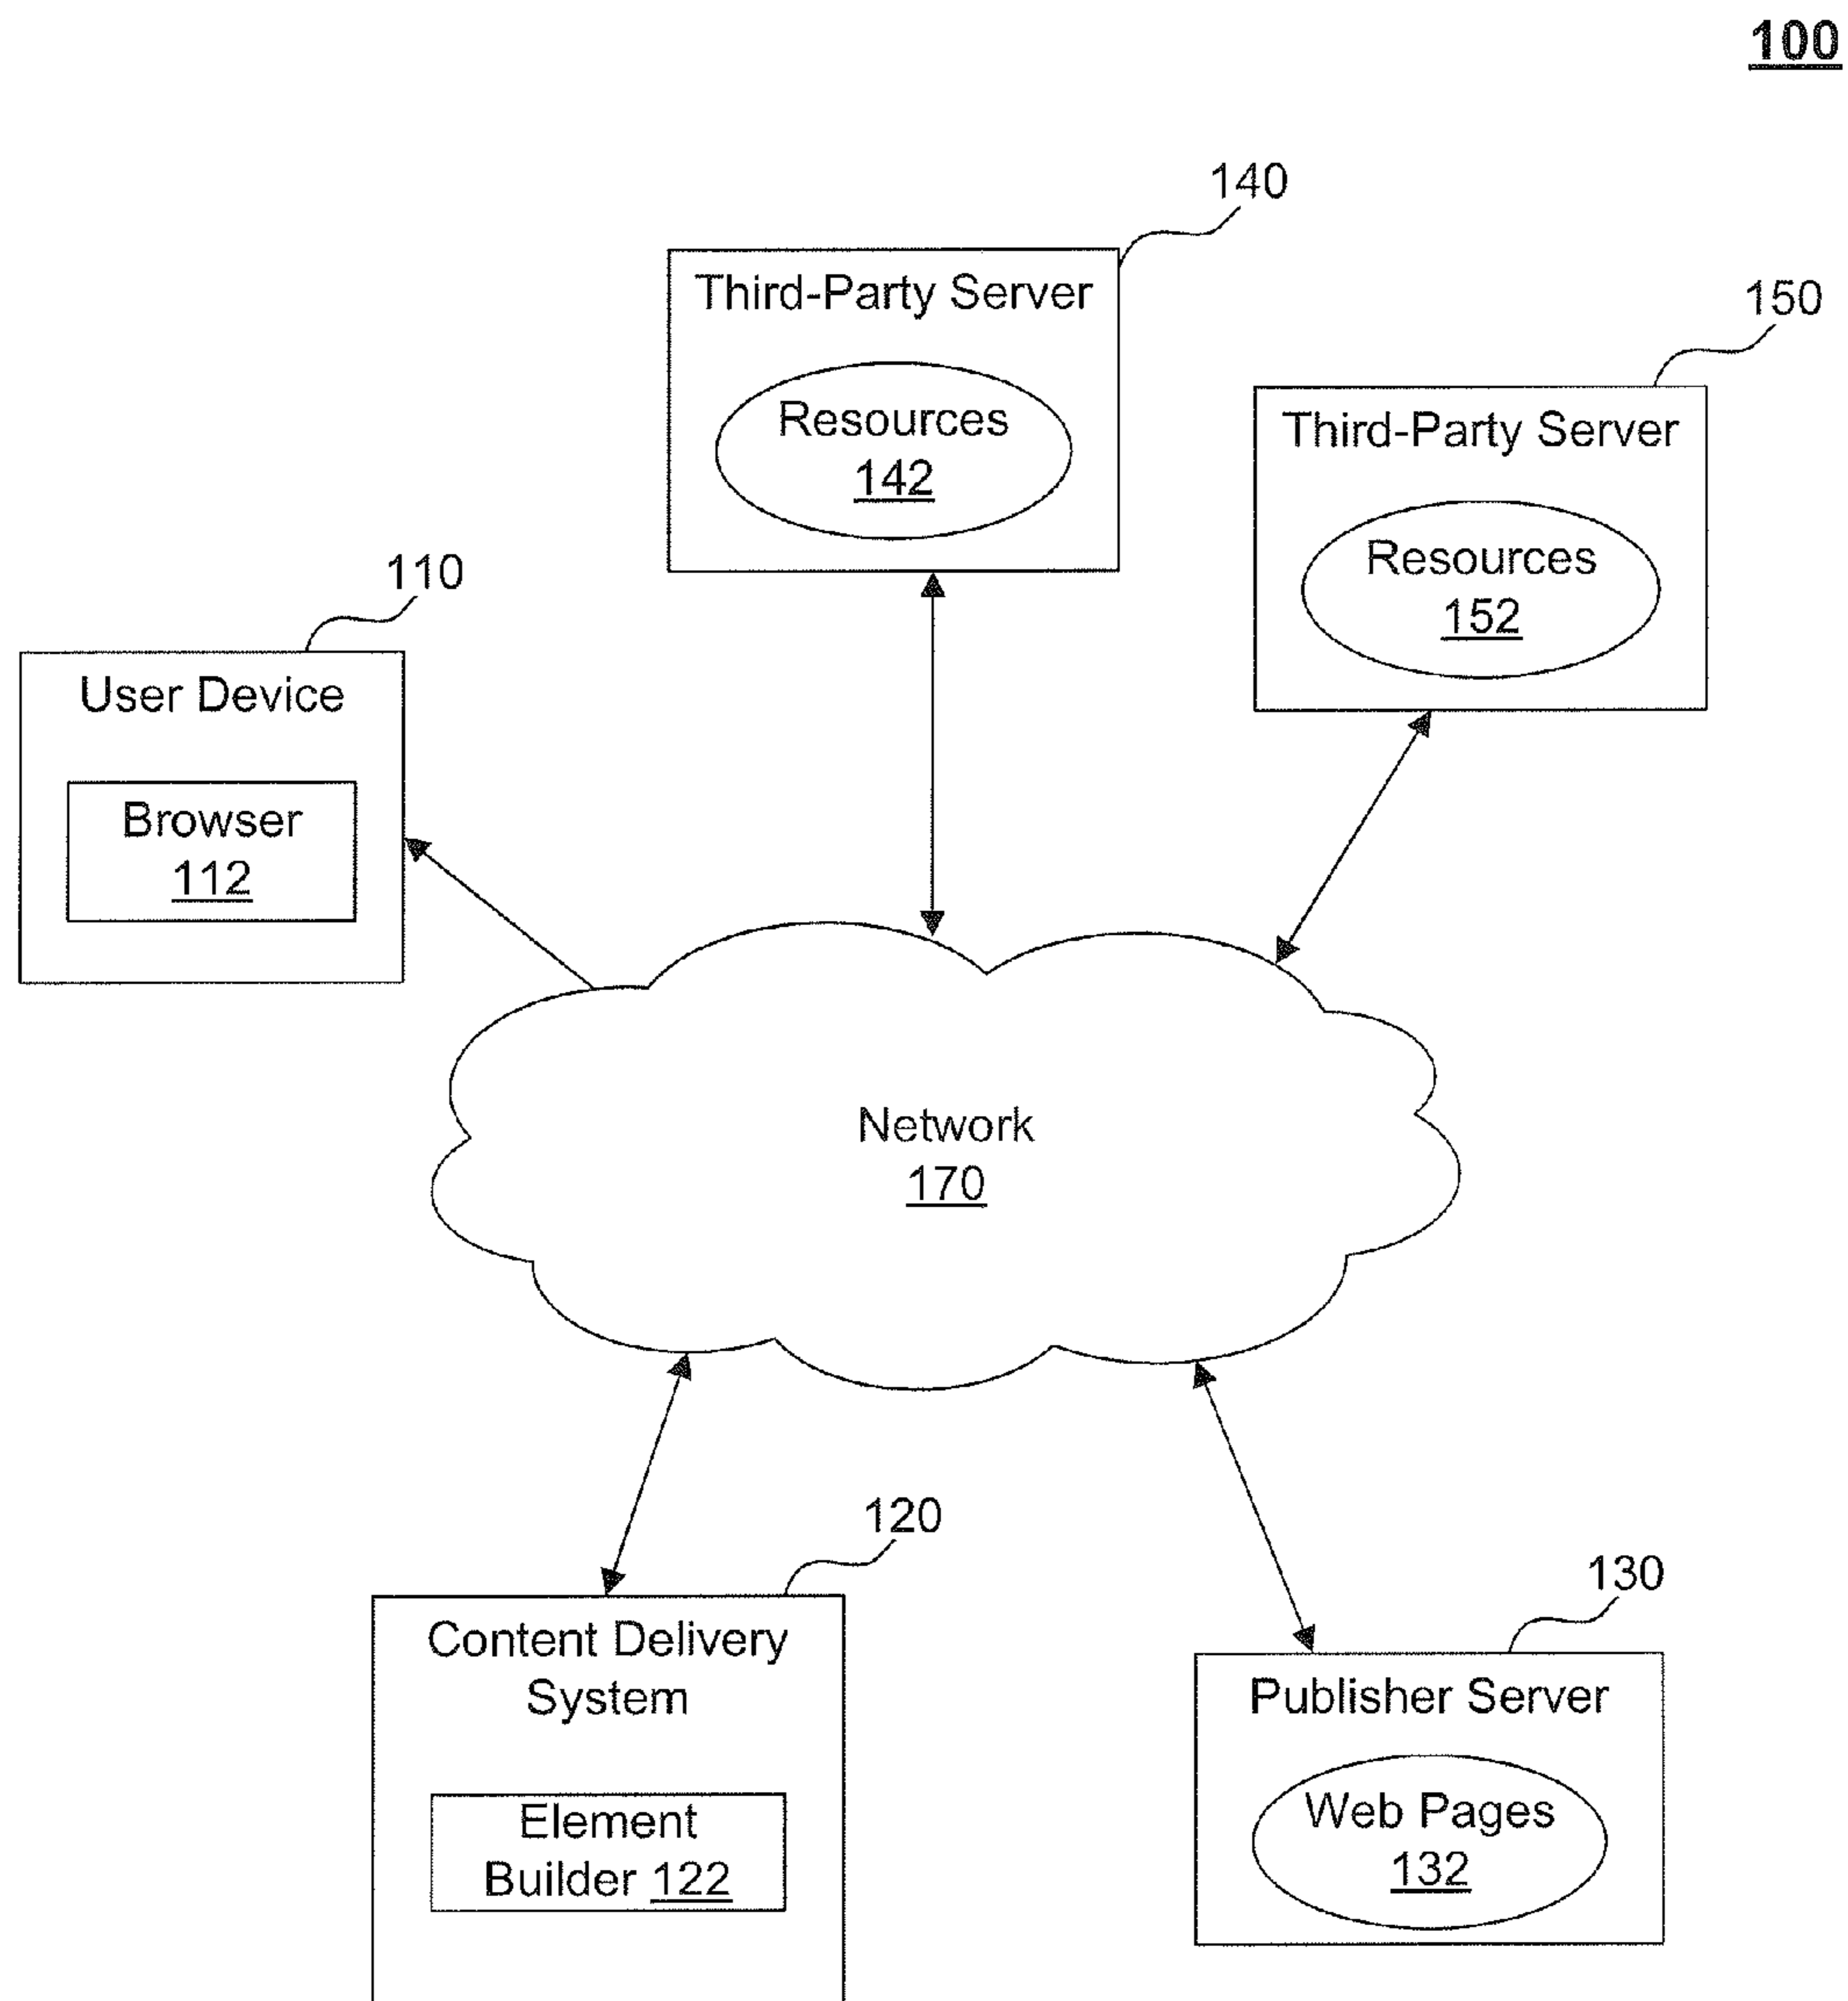 100
140
Third-Party Server
Resources
142
150
Third-Party Server
Resources
152
110
User Device
Browser
112
Network
170
120
Content Delivery
System
Element
Builder 122
130
Publisher Server
Web Pages
132